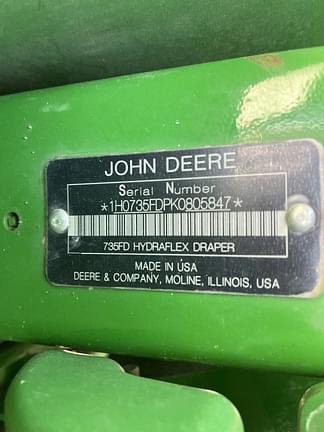 JOHN DEERE
Serial Number
*1H0735FDPK0805847*
735FD HYDRAFLEX DRAPER
MADE IN USA
DEERE & COMPANY, MOLINE, ILLINOIS, USA